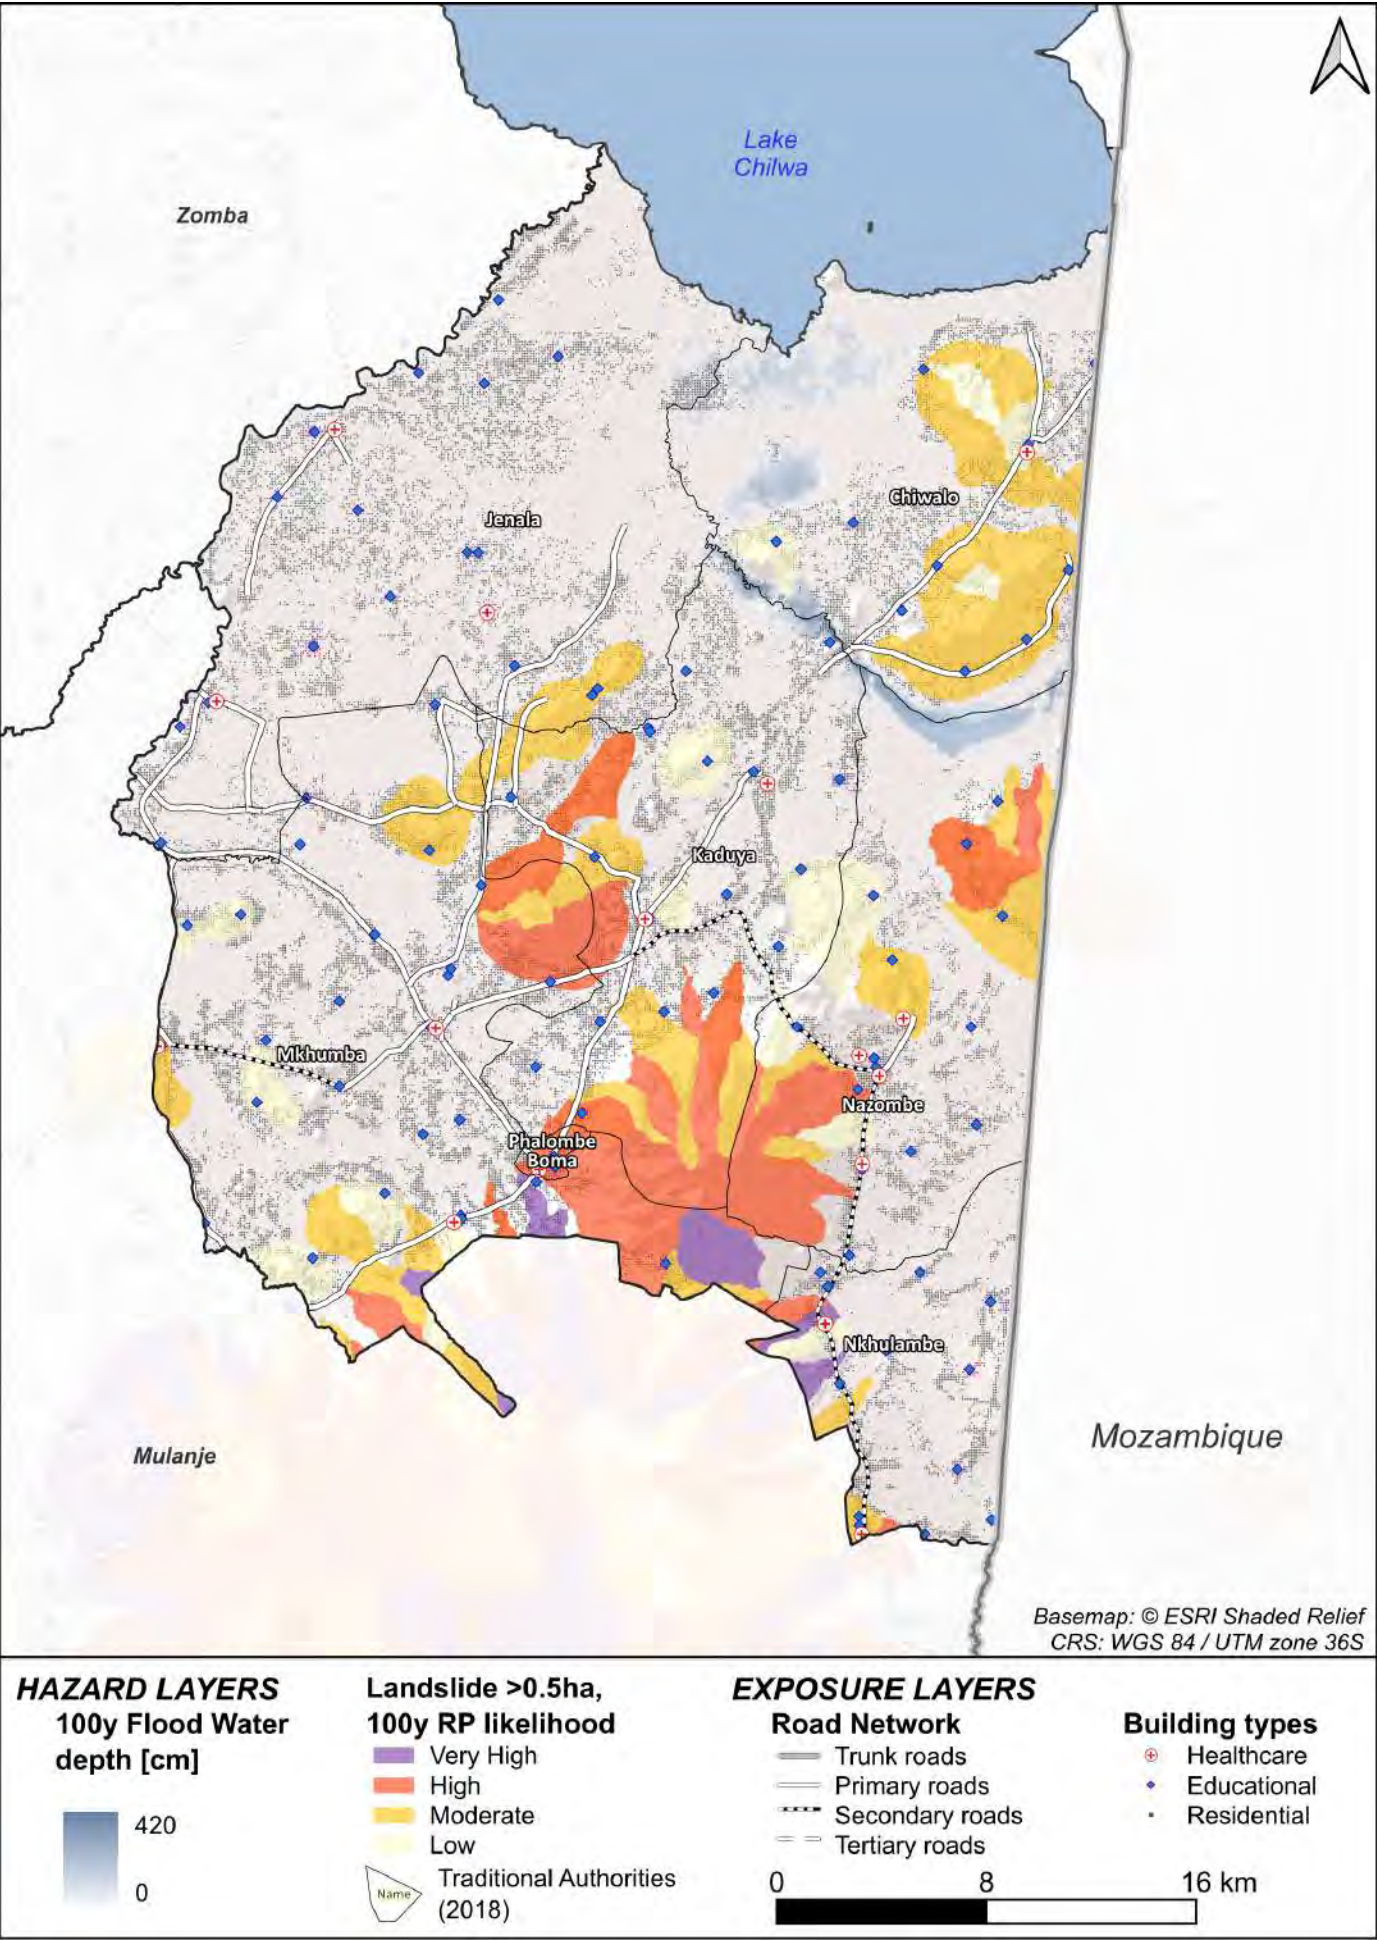 Lake
Chilwa
Zomba
Chiwalo
Jenala
Kaduya
Mkhumba
Nazombe
Phalombe
Boma
Nkhulambe
Mozambique
Mulanje
Basemap: © ESRI Shaded Relief
CRS: WGS 84 / UTM zone 36S
HAZARD LAYERS
100y Flood Water
depth [cm]
420
0
Landslide >0.5ha,
100y RP likelihood
Very High
High
Moderate
Low
Name
Traditional Authorities
(2018)
EXPOSURE LAYERS
Road Network
Trunk roads
Primary roads
Secondary roads
Tertiary roads
Building types
Healthcare
Educational
Residential
0 8 16 km